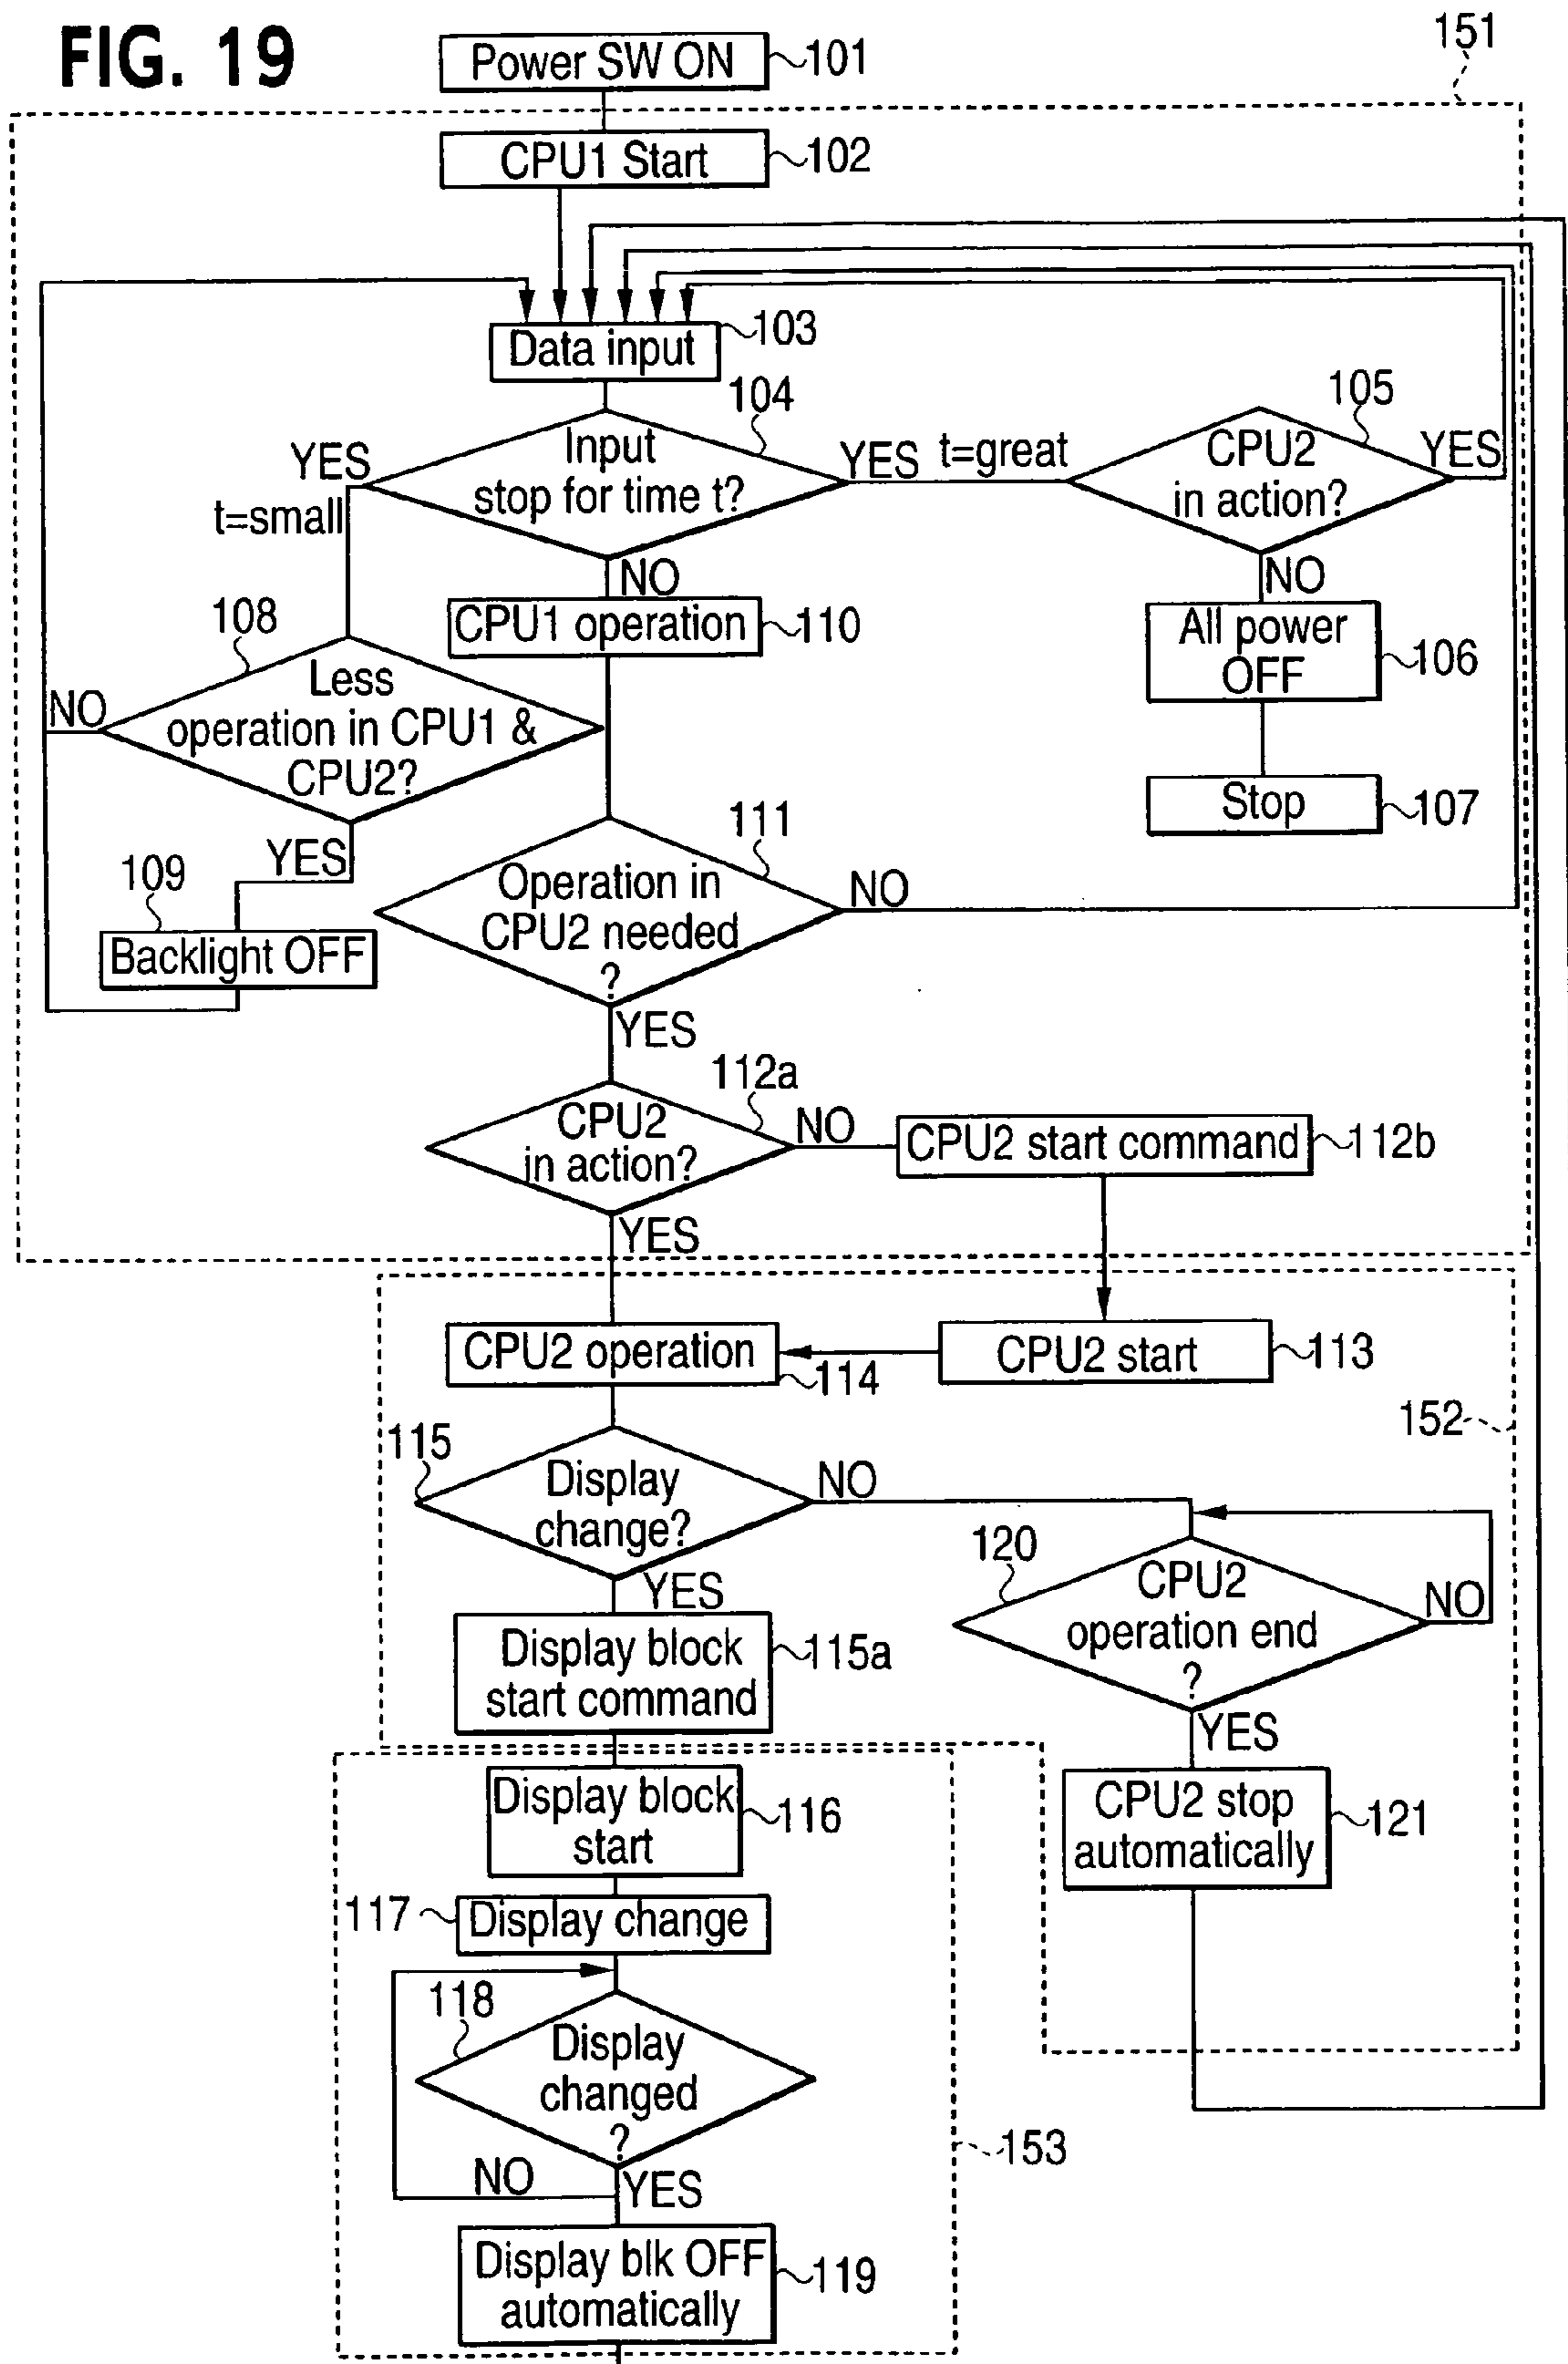 FIG. 19
151
Power SW ON
101
CPU1 Start
102
Data input
103
104
Input
stop for time t?
YES
t=small
YES t=great
105
CPU2
in action?
YES
NO
NO
CPU1 operation
110
All power
OFF
106
108
Less
operation in CPU1 &
CPU2?
NO
YES
Stop
107
109
Backlight OFF
111
Operation in
CPU2 needed
?
NO
YES
112a
CPU2
in action?
NO
CPU2 start command
112b
YES
CPU2 operation
114
CPU2 start
113
152
115
Display
change?
NO
YES
120
CPU2
operation end
?
NO
YES
Display block
start command
115a
Display block
start
116
CPU2 stop
automatically
121
117
Display change
118
Display
changed
?
153
NO
YES
Display blk OFF
automatically
119